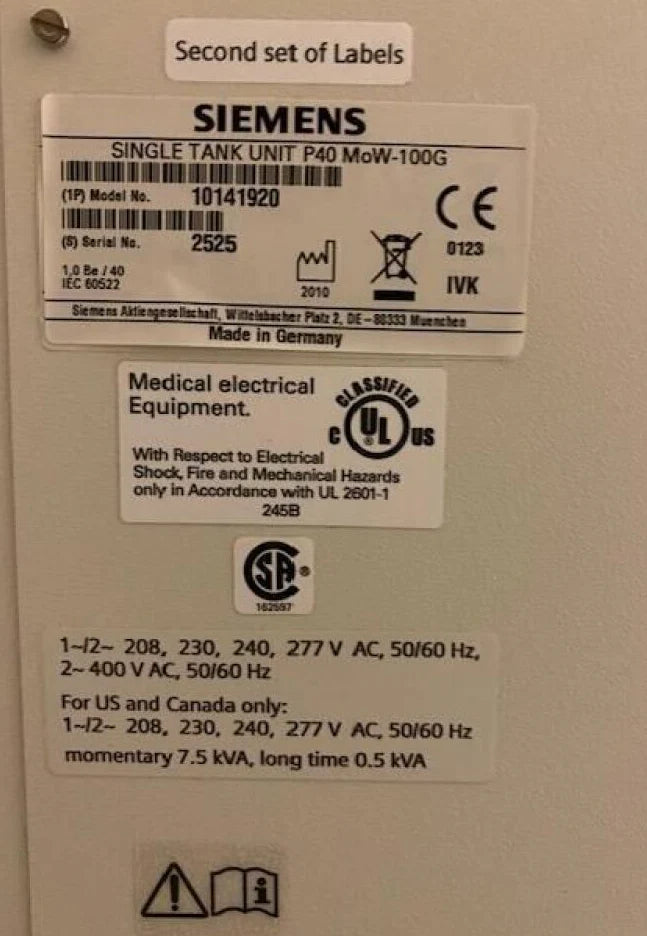 Second set of Labels
SIEMENS
SINGLE TANK UNIT P40 MoW-100G
(1P) Model No. 10141920
(S) Serial No. 2525
CE
0123
1,0 Be / 40
IEC 60522
2010
IVK
Siemens Aktiengesellschaft, Wittelsbacher Platz 2, DE-80333 Muenchen
Made in Germany
Medical electrical
Equipment.
CLASSIFIED
C UL® US
With Respect to Electrical
Shock, Fire and Mechanical Hazards
only in Accordance with UL 2601-1
245B
SA®
162597
1~/2~ 208, 230, 240, 277 V AC, 50/60 Hz,
2~ 400 V AC, 50/60 Hz
For US and Canada only:
1~/2~ 208, 230, 240, 277 V AC, 50/60 Hz
momentary 7.5 kVA, long time 0.5 kVA